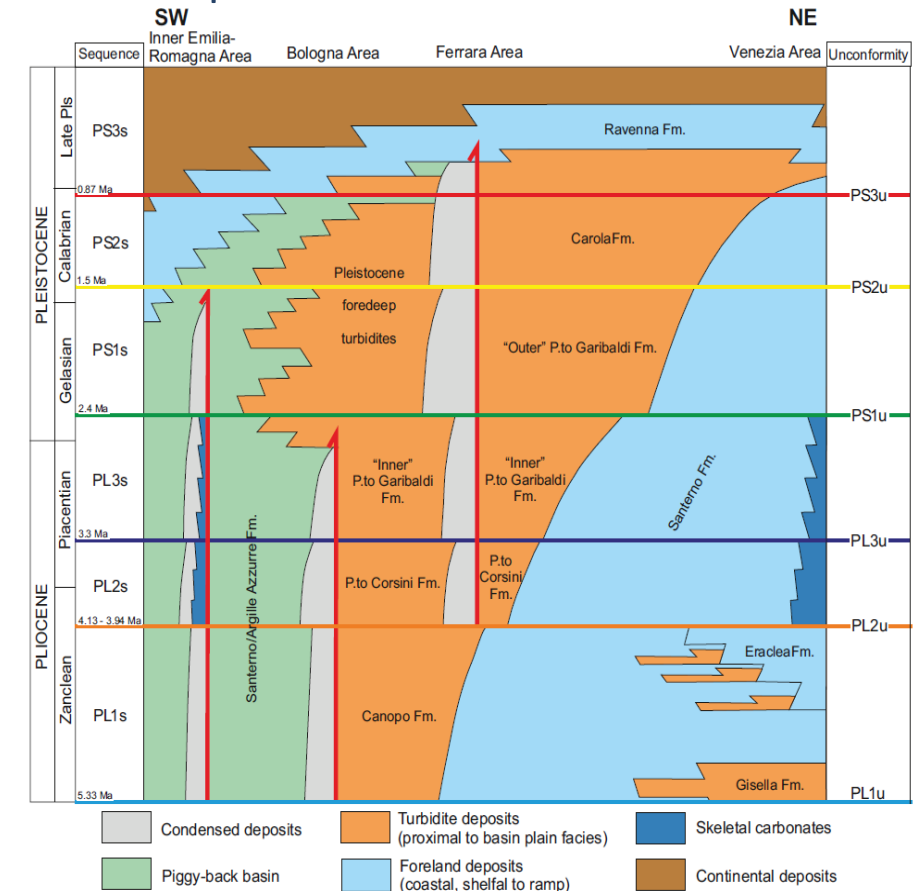 SW
NE
Sequence
Inner Emilia-
Romagna Area
Bologna Area
Ferrara Area
Venezia Area
Unconformity
PLEISTOCENE
PLIOCENE
Late Pls
Calabrian
Gelasian
Piacentian
Zanclean
PS3s
0.87 Ma
PS2s
1.5 Ma
PS1s
2.4 Ma
PL3s
3.3 Ma
PL2s
4.13 - 3.94 Ma
PL1s
5.33 Ma
Ravenna Fm.
CarolaFm.
Pleistocene
foredeep
turbidites
"Outer" P.to Garibaldi Fm.
"Inner"
P.to Garibaldi
Fm.
"Inner"
P.to Garibaldi
Fm.
Santerno Fm.
Santerno/Argille Azzurre Fm.
P.to Corsini Fm.
P.to
Corsini
Fm.
EracleaFm.
Canopo Fm.
Gisella Fm.
PS3u
PS2u
PS1u
PL3u
PL2u
PL1u
Condensed deposits
Turbidite deposits
(proximal to basin plain facies)
Skeletal carbonates
Piggy-back basin
Foreland deposits
(coastal, shelfal to ramp)
Continental deposits